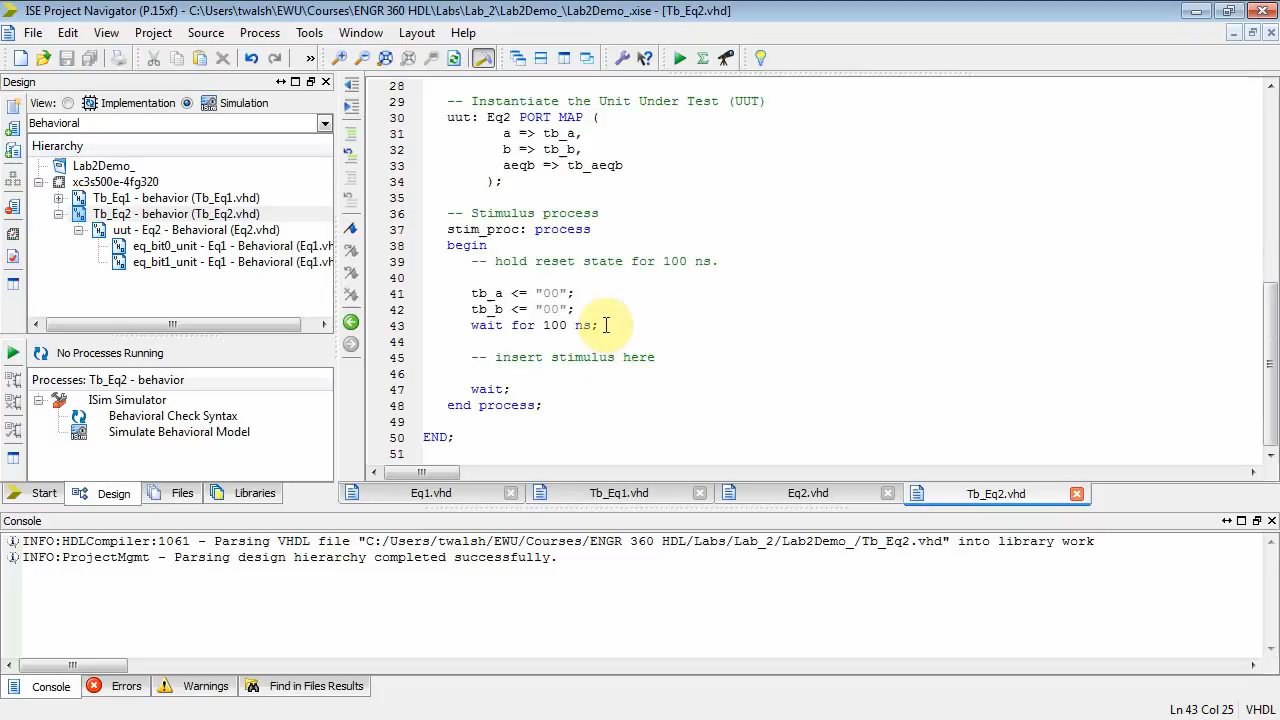 ISE Project Navigator (P.15xf) - C:\Users\twalsh\EWU\Courses\ENGR 360 HDL\Labs\Lab_2\Lab2Demo_\Lab2Demo_.xise - [Tb_Eq2.vhd]
File Edit View Project Source Process Tools Window Layout Help
Design
View: Implementation Simulation
Behavioral
Hierarchy
Lab2Demo_
xc3s500e-4fg320
Tb_Eq1 - behavior (Tb_Eq1.vhd)
Tb_Eq2 - behavior (Tb_Eq2.vhd)
uut - Eq2 - Behavioral (Eq2.vhd)
eq_bit0_unit - Eq1 - Behavioral (Eq1.vh
eq_bit1_unit - Eq1 - Behavioral (Eq1.vh
No Processes Running
Processes: Tb_Eq2 - behavior
ISim Simulator
Behavioral Check Syntax
Simulate Behavioral Model
Start Design Files Libraries
28
29 -- Instantiate the Unit Under Test (UUT)
30 uut: Eq2 PORT MAP (
31 a => tb_a,
32 b => tb_b,
33 aeqb => tb_aeqb
34 );
35
36 -- Stimulus process
37 stim_proc: process
38 begin
39 -- hold reset state for 100 ns.
40
41 tb_a <= "00";
42 tb_b <= "00";
43 wait for 100 ns;
44
45 -- insert stimulus here
46
47 wait;
48 end process;
49
50 END;
51
Eq1.vhd Tb_Eq1.vhd Eq2.vhd Tb_Eq2.vhd
Console
INFO:HDLCompiler:1061 - Parsing VHDL file "C:/Users/twalsh/EWU/Courses/ENGR 360 HDL/Labs/Lab_2/Lab2Demo_/Tb_Eq2.vhd" into library work
INFO:ProjectMgmt - Parsing design hierarchy completed successfully.
Console Errors Warnings Find in Files Results
Ln 43 Col 25 VHDL